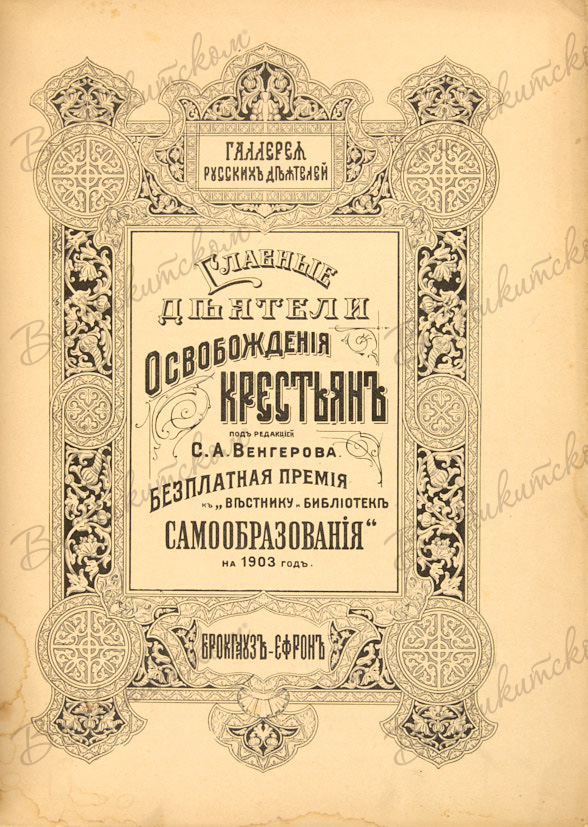 ГАЛЛЕРЕЯ
РУССКИХЪ ДѢЯТЕЛЕЙ
ГЛАВНЫЕ
ДѢЯТЕЛИ
ОСВОБОЖДЕНІЯ
КРЕСТЬЯНЪ
ПОДЪ РЕДАКЦІЕЙ
С. А. ВЕНГЕРОВА.
БЕЗПЛАТНАЯ ПРЕМІЯ
КЪ „ВѢСТНИКУ И БИБЛІОТЕКѢ
САМООБРАЗОВАНІЯ“
НА 1903 ГОДЪ.
БРОКГАУЗЪ-ЕФРОНЪ